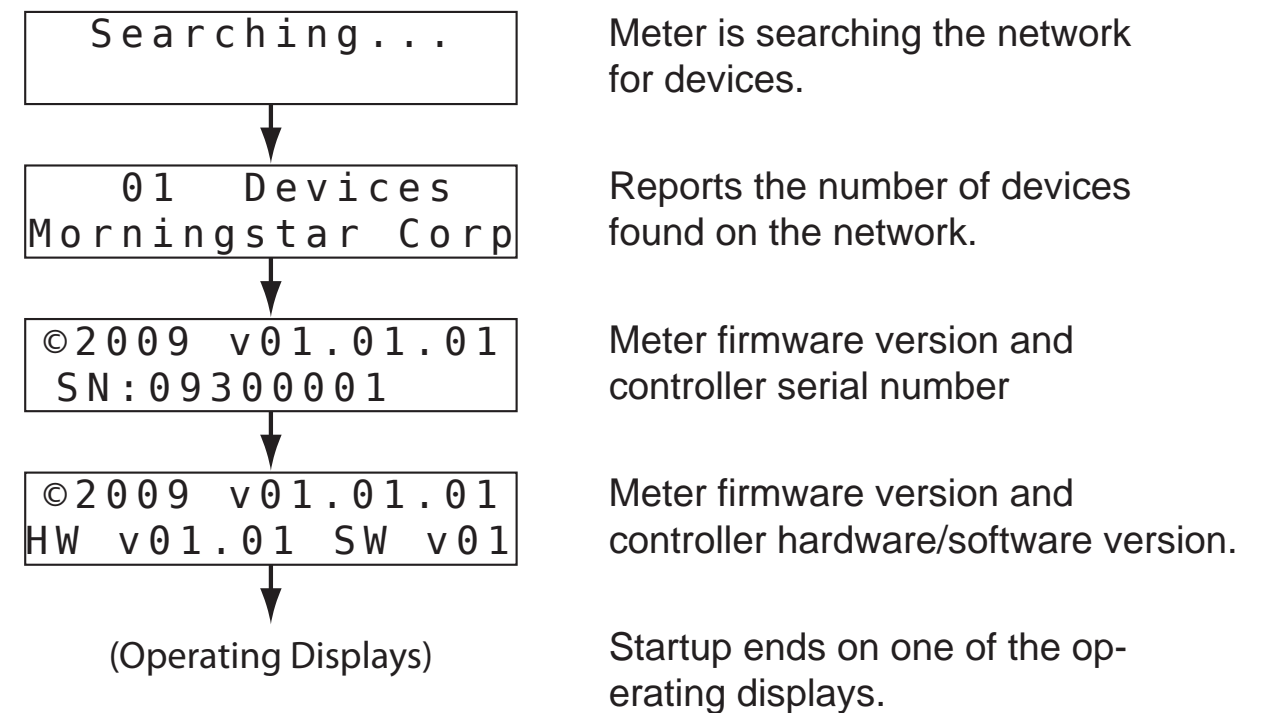 Searching...
Meter is searching the network
for devices.
01 Devices
Morningstar Corp
Reports the number of devices
found on the network.
©2009 v01.01.01
SN:09300001
Meter firmware version and
controller serial number
©2009 v01.01.01
HW v01.01 SW v01
Meter firmware version and
controller hardware/software version.
(Operating Displays)
Startup ends on one of the op-
erating displays.